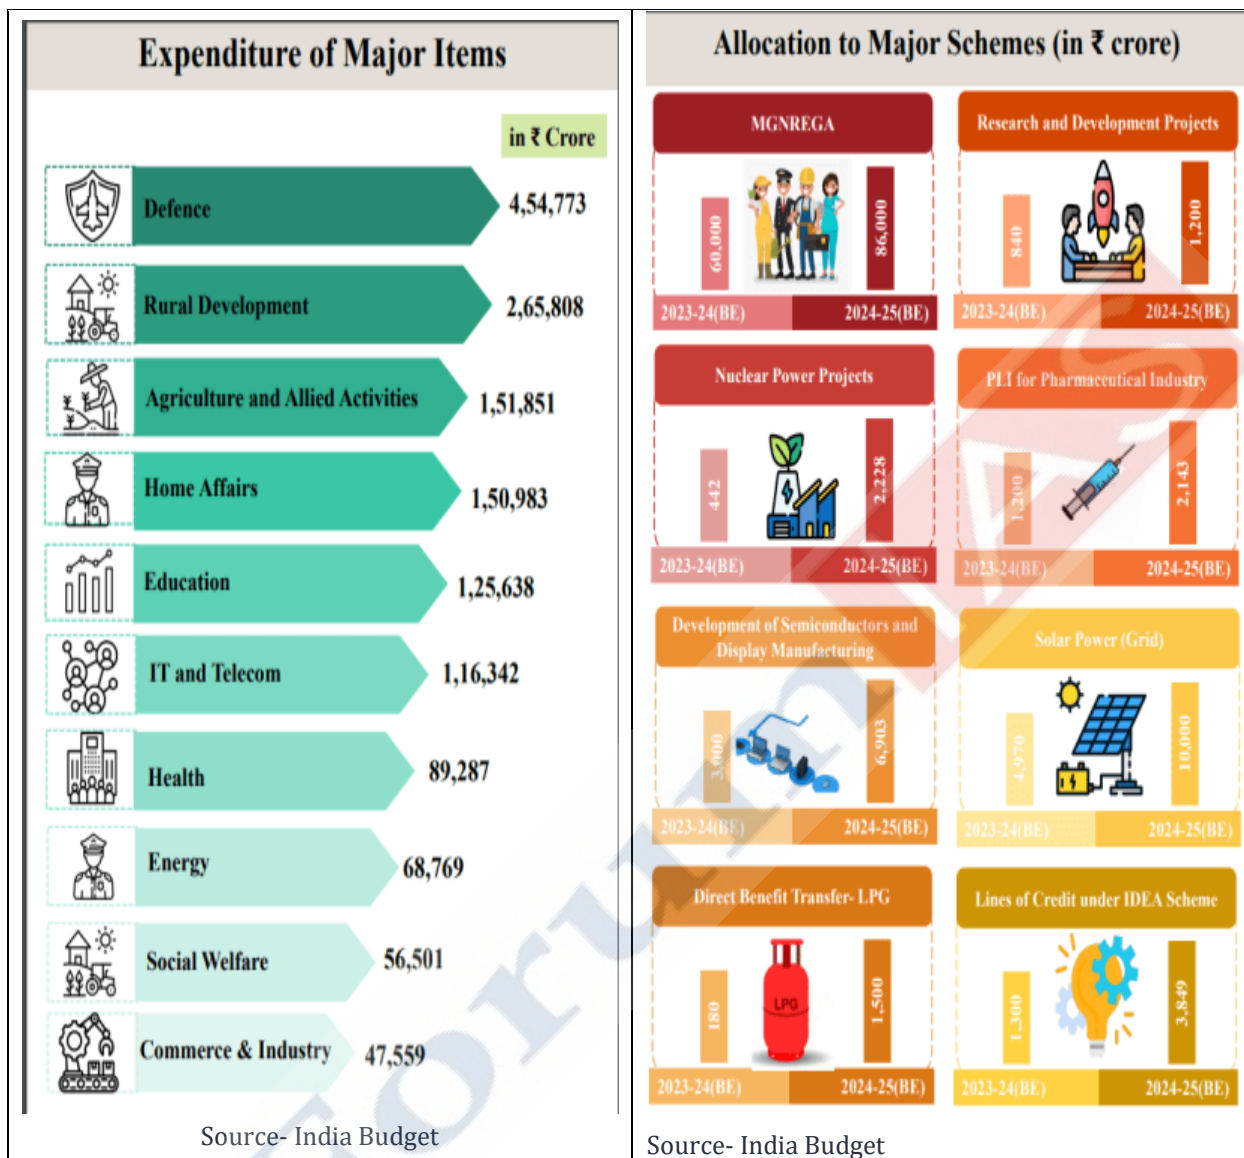 Expenditure of Major Items
in ₹ Crore
Defence 4,54,773
Rural Development 2,65,808
Agriculture and Allied Activities 1,51,851
Home Affairs 1,50,983
Education 1,25,638
IT and Telecom 1,16,342
Health 89,287
Energy 68,769
Social Welfare 56,501
Commerce & Industry 47,559
Source- India Budget
Allocation to Major Schemes (in ₹ crore)
MGNREGA
60,000
86,000
2023-24(BE) 2024-25(BE)
Research and Development Projects
840
1,200
2023-24(BE) 2024-25(BE)
Nuclear Power Projects
442
2,228
2023-24(BE) 2024-25(BE)
PLI for Pharmaceutical Industry
1,200
2,143
2023-24(BE) 2024-25(BE)
Development of Semiconductors and
Display Manufacturing
3,000
6,903
2023-24(BE) 2024-25(BE)
Solar Power (Grid)
4,970
10,000
2023-24(BE) 2024-25(BE)
Direct Benefit Transfer- LPG
180
LPG
1,500
2023-24(BE) 2024-25(BE)
Lines of Credit under IDEA Scheme
1,300
3,849
2023-24(BE) 2024-25(BE)
Source- India Budget
ForumIAS